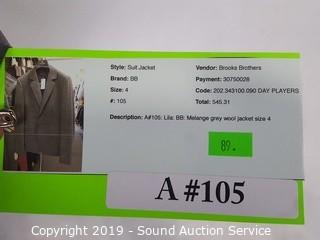 Style: Suit Jacket
Vendor: Brooks Brothers
Brand: BB
Payment: 30750028
Size: 4
Code: 202.343100.090 DAY PLAYERS
#: 105
Total: 545.31
Description: A#105: Lila: BB: Melange grey wool jacket size 4
89.
A #105
Copyright 2019 - Sound Auction Service